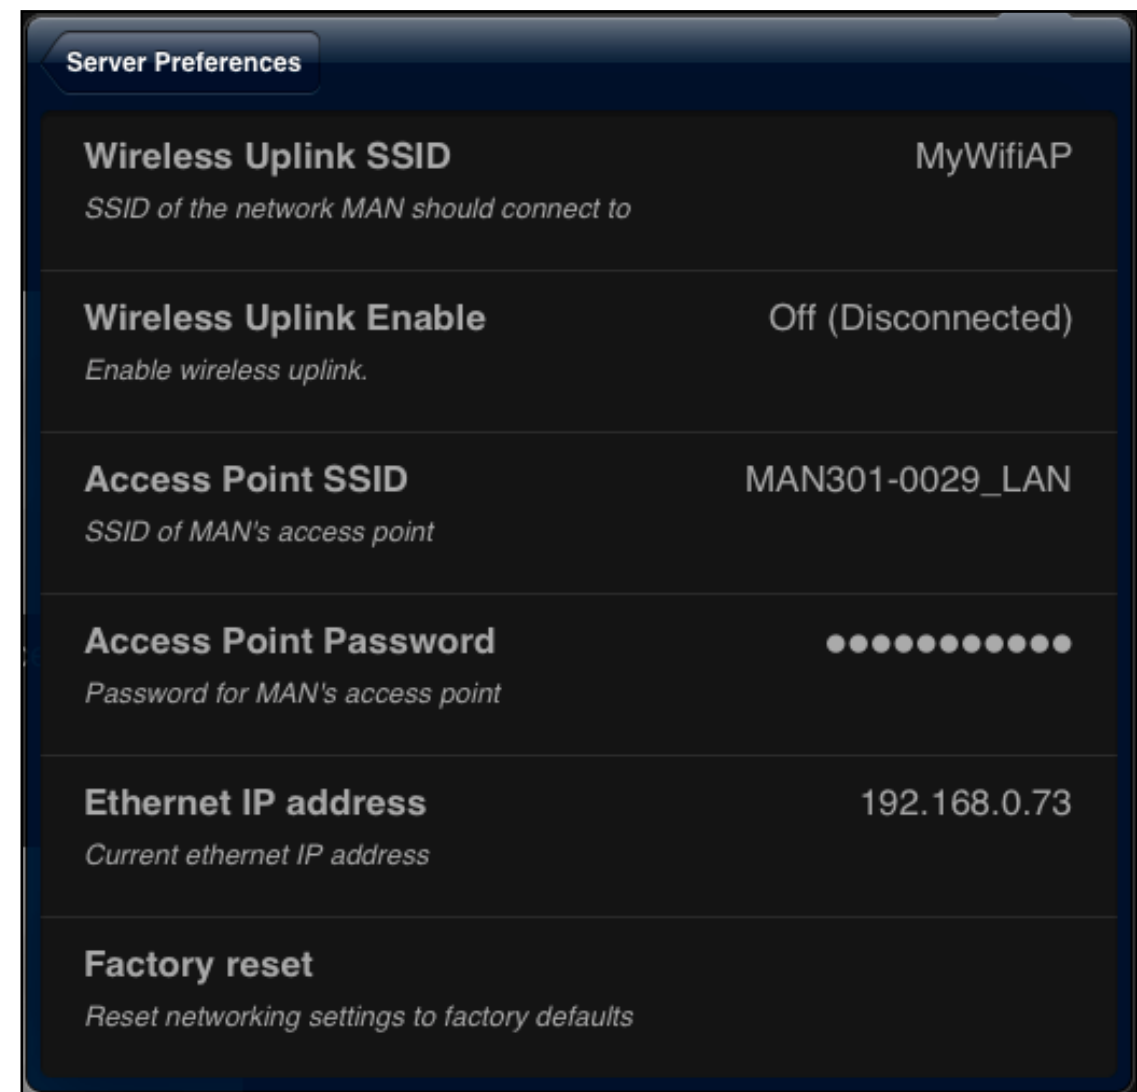 Server Preferences
Wireless Uplink SSID MyWifiAP
SSID of the network MAN should connect to
Wireless Uplink Enable Off (Disconnected)
Enable wireless uplink.
Access Point SSID MAN301-0029_LAN
SSID of MAN's access point
Access Point Password ●●●●●●●●●●●
Password for MAN's access point
Ethernet IP address 192.168.0.73
Current ethernet IP address
Factory reset
Reset networking settings to factory defaults